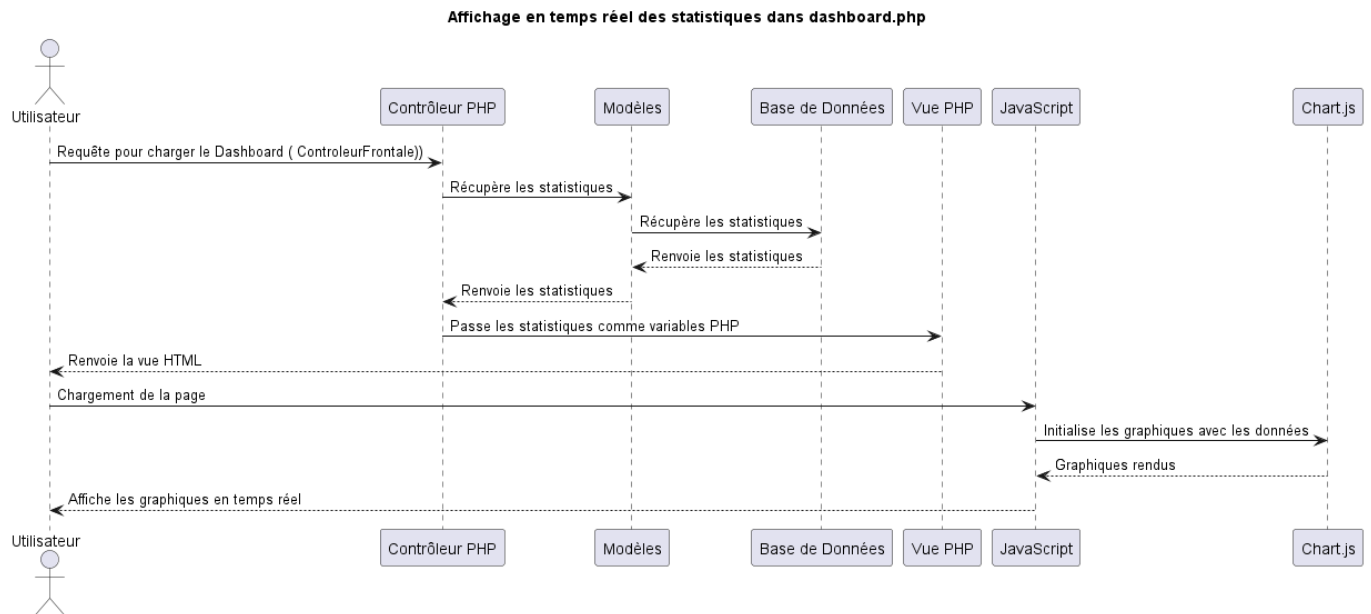 Affichage en temps réel des statistiques dans dashboard.php
Utilisateur
Contrôleur PHP
Modèles
Base de Données
Vue PHP
JavaScript
Chart.js
Requête pour charger le Dashboard ( ControleurFrontale))
Récupère les statistiques
Récupère les statistiques
Renvoie les statistiques
Renvoie les statistiques
Passe les statistiques comme variables PHP
Renvoie la vue HTML
Chargement de la page
Initialise les graphiques avec les données
Graphiques rendus
Affiche les graphiques en temps réel
Utilisateur
Contrôleur PHP
Modèles
Base de Données
Vue PHP
JavaScript
Chart.js